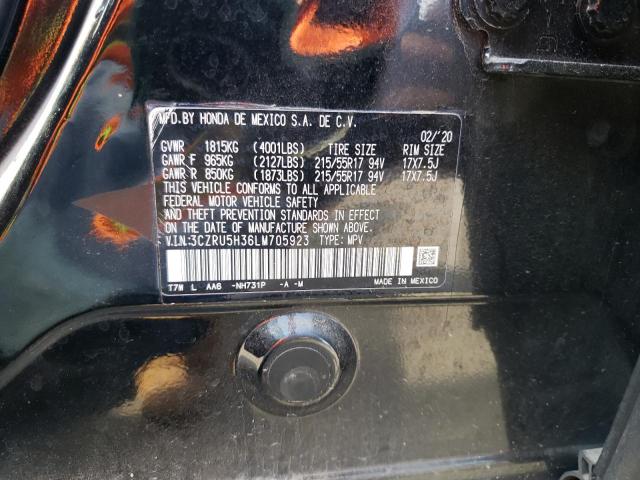 MFD.BY HONDA DE MEXICO S.A. DE C.V.
02/'20
GVWR 1815KG (4001LBS) TIRE SIZE RIM SIZE
GAWR F 965KG (2127LBS) 215/55R17 94V 17X7.5J
GAWR R 850KG (1873LBS) 215/55R17 94V 17X7.5J
THIS VEHICLE CONFORMS TO ALL APPLICABLE
FEDERAL MOTOR VEHICLE SAFETY
AND THEFT PREVENTION STANDARDS IN EFFECT
ON THE DATE OF MANUFACTURE SHOWN ABOVE.
V.I.N.:3CZRU5H36LM705923 TYPE: MPV
T7W L AA6 -NH731P -A -M MADE IN MEXICO